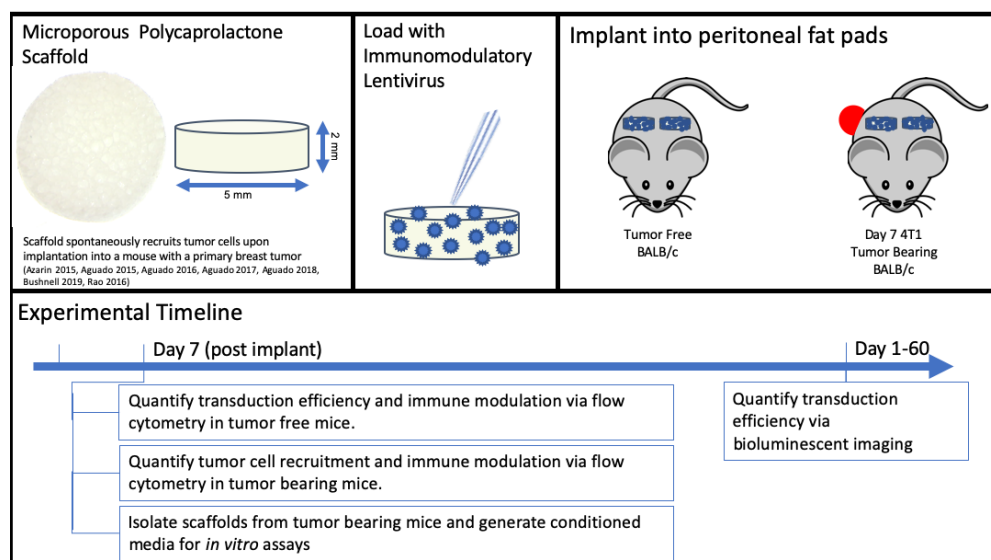 Microporous Polycaprolactone
Scaffold
2 mm
5 mm
Scaffold spontaneously recruits tumor cells upon
implantation into a mouse with a primary breast tumor
(Azarin 2015, Aguado 2015, Aguado 2016, Aguado 2017, Aguado 2018,
Bushnell 2019, Rao 2016)
Load with
Immunomodulatory
Lentivirus
Implant into peritoneal fat pads
Tumor Free
BALB/c
Day 7 4T1
Tumor Bearing
BALB/c
Experimental Timeline
Day 7 (post implant)
Day 1-60
Quantify transduction efficiency and immune modulation via flow
cytometry in tumor free mice.
Quantify tumor cell recruitment and immune modulation via flow
cytometry in tumor bearing mice.
Isolate scaffolds from tumor bearing mice and generate conditioned
media for in vitro assays
Quantify transduction
efficiency via
bioluminescent imaging